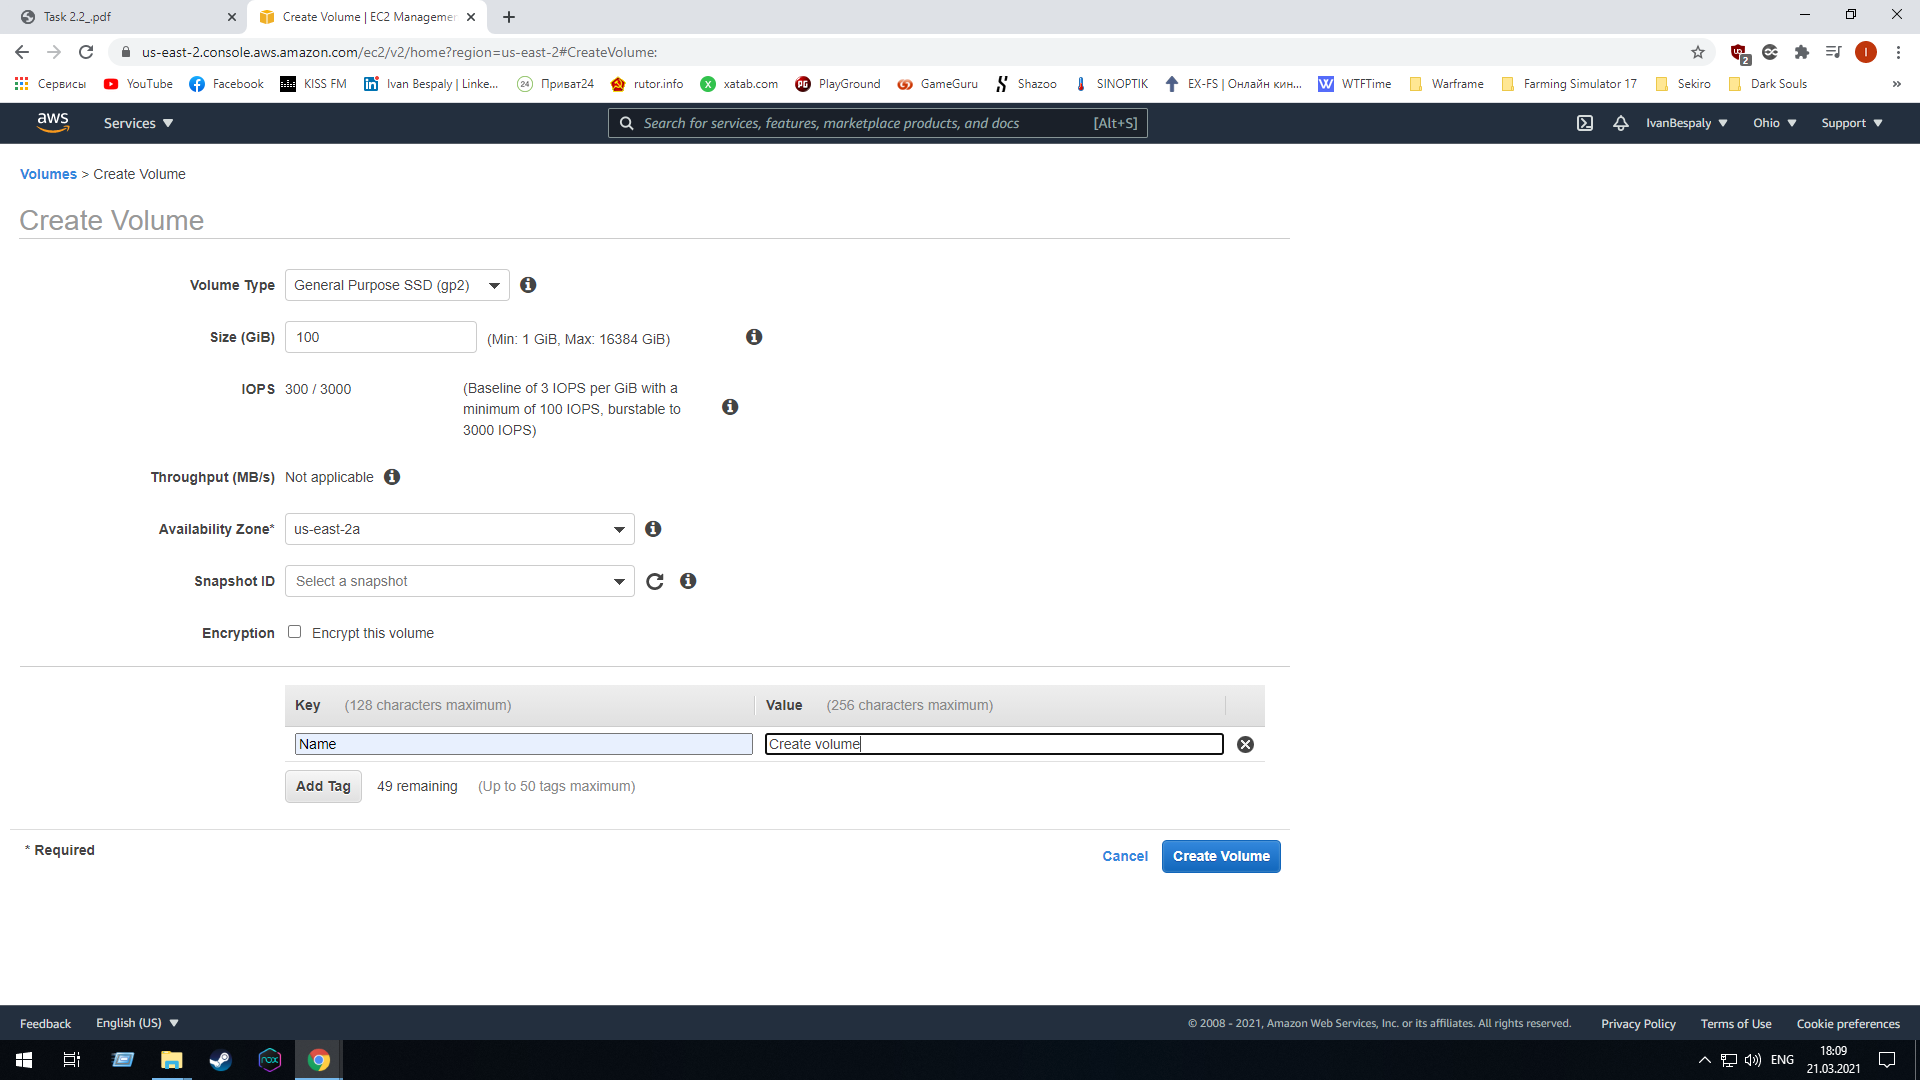 Task 2.2_.pdf
Create Volume | EC2 Managemen
us-east-2.console.aws.amazon.com/ec2/v2/home?region=us-east-2#CreateVolume:
2
I
Сервисы
YouTube
Facebook
KISS FM
Ivan Bespaly | Linke...
24
Приват24
rutor.info
X
xatab.com
PG
PlayGround
GameGuru
Shazoo
SINOPTIK
EX-FS | Онлайн кин...
W
WTFTime
Warframe
Farming Simulator 17
Sekiro
Dark Souls
»
aws
Services
Search for services, features, marketplace products, and docs
[Alt+S]
IvanBespaly
Ohio
Support
Volumes > Create Volume
Create Volume
Volume Type
General Purpose SSD (gp2)
Size (GiB)
100
(Min: 1 GiB, Max: 16384 GiB)
IOPS
300 / 3000
(Baseline of 3 IOPS per GiB with a
minimum of 100 IOPS, burstable to
3000 IOPS)
Throughput (MB/s)
Not applicable
Availability Zone*
us-east-2a
Snapshot ID
Select a snapshot
Encryption
Encrypt this volume
Key
(128 characters maximum)
Value
(256 characters maximum)
Name
Create volume
Add Tag
49 remaining
(Up to 50 tags maximum)
* Required
Cancel
Create Volume
Feedback
English (US)
© 2008 - 2021, Amazon Web Services, Inc. or its affiliates. All rights reserved.
Privacy Policy
Terms of Use
Cookie preferences
nox
ENG
18:09
21.03.2021